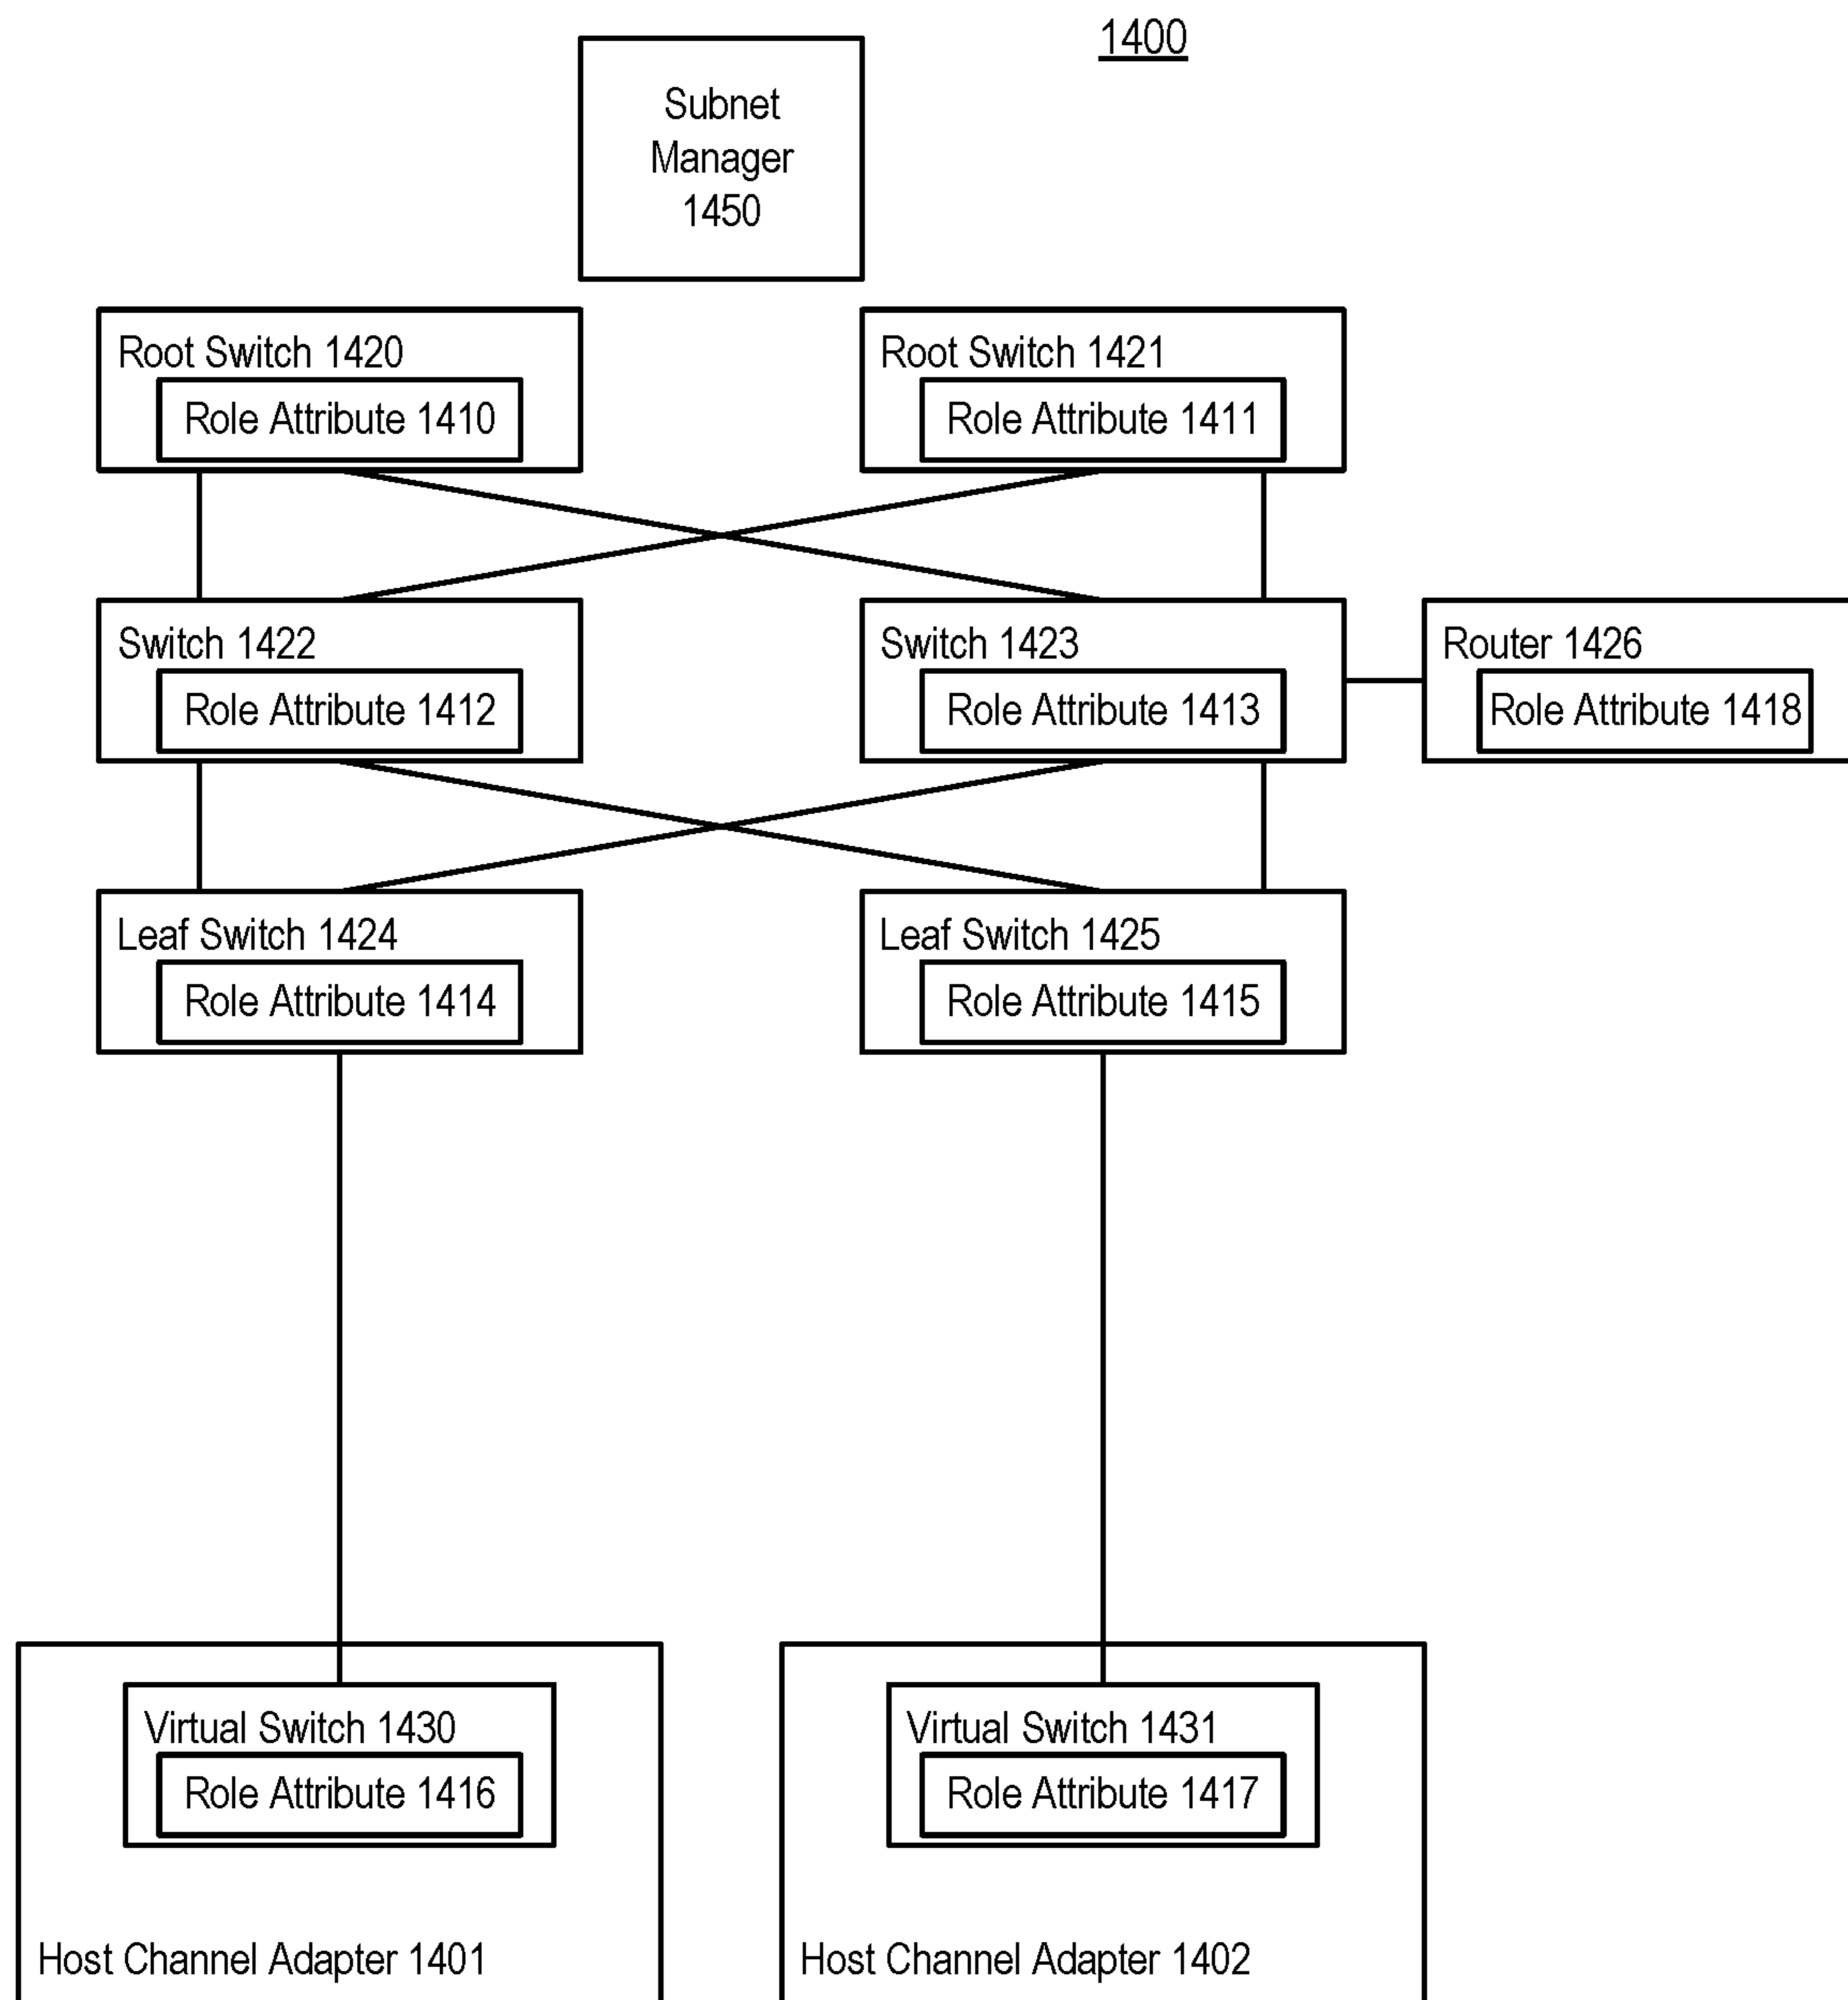 1400
Subnet
Manager
1450
Root Switch 1420
Role Attribute 1410
Root Switch 1421
Role Attribute 1411
Switch 1422
Role Attribute 1412
Switch 1423
Role Attribute 1413
Router 1426
Role Attribute 1418
Leaf Switch 1424
Role Attribute 1414
Leaf Switch 1425
Role Attribute 1415
Virtual Switch 1430
Role Attribute 1416
Host Channel Adapter 1401
Virtual Switch 1431
Role Attribute 1417
Host Channel Adapter 1402